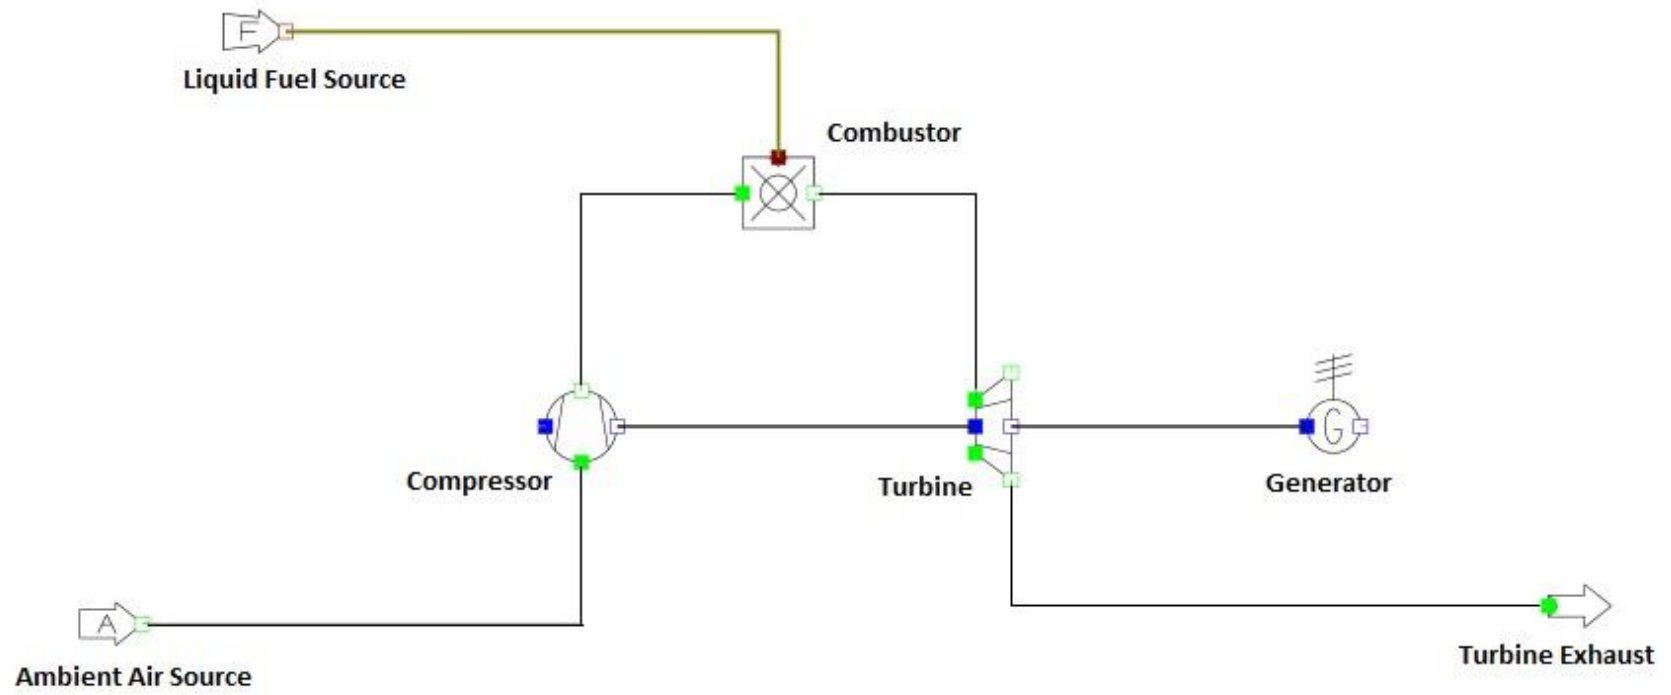 F
Liquid Fuel Source
Combustor
G
Compressor
Turbine
Generator
A
Turbine Exhaust
Ambient Air Source